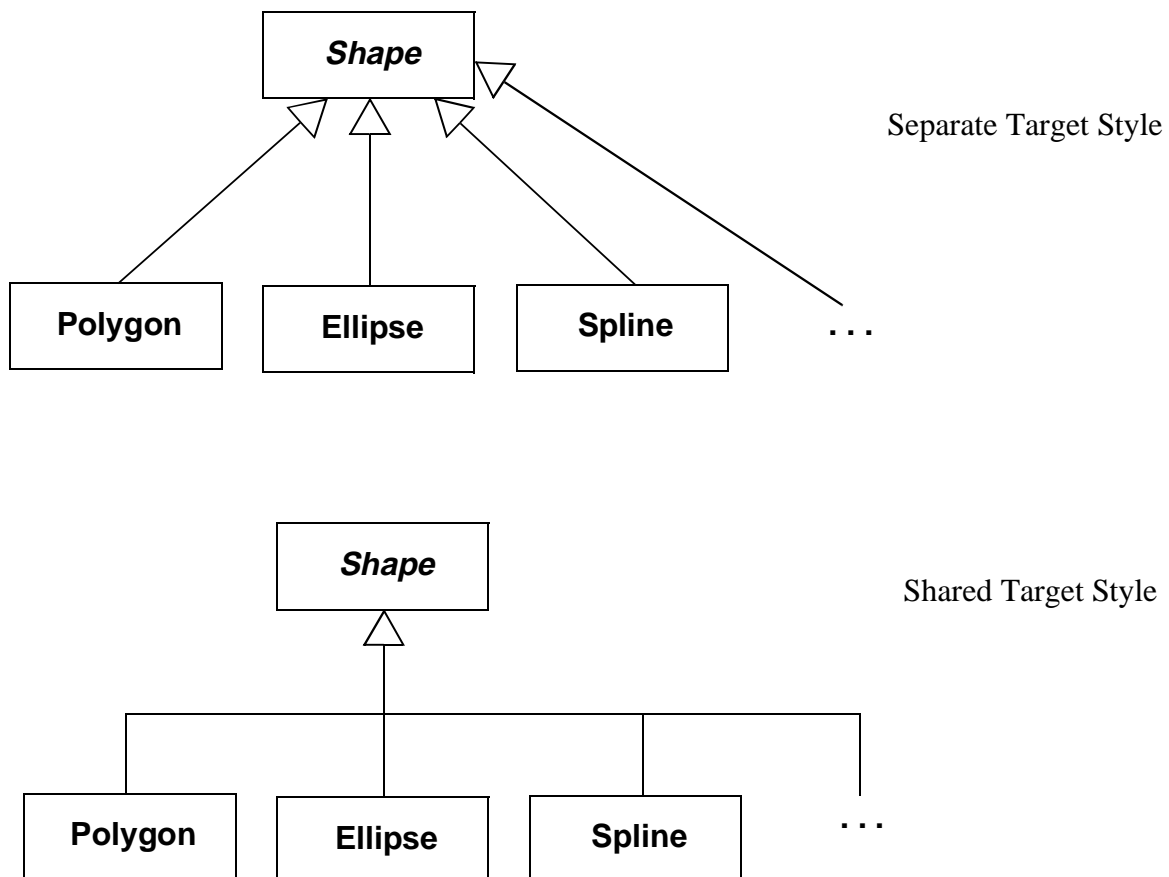 Shape
Separate Target Style
Polygon
Ellipse
Spline
. . .
Shape
Shared Target Style
Polygon
Ellipse
Spline
. . .